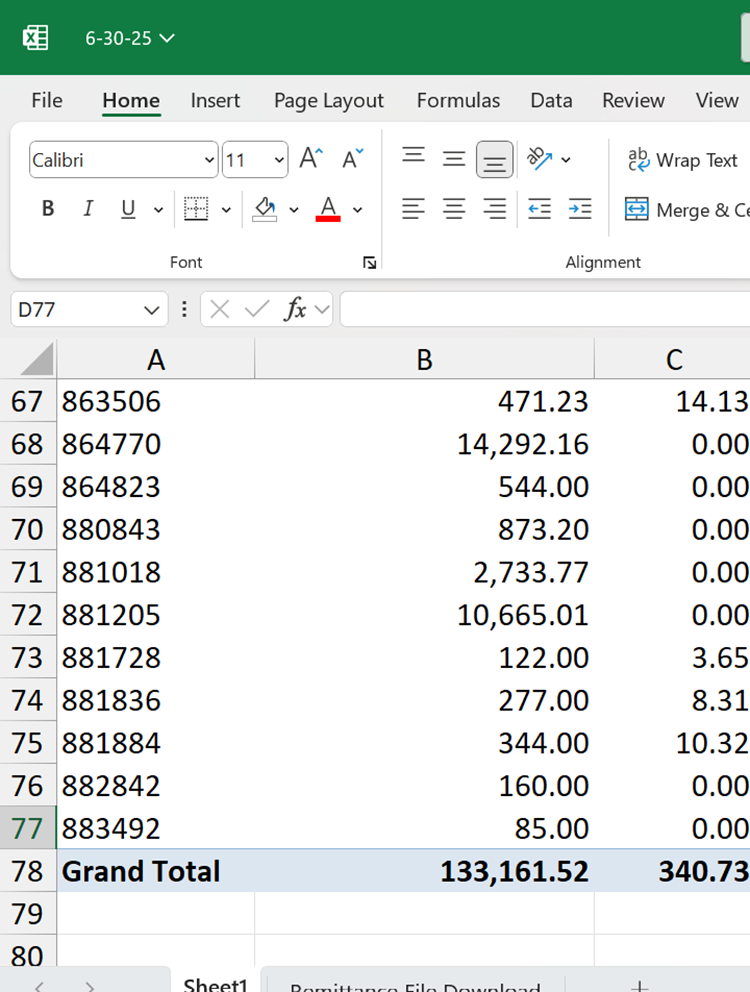 6-30-25
File Home Insert Page Layout Formulas Data Review View
Calibri 11 A A ab Wrap Text
B I U A Merge &
Font Alignment
D77 fx
A B C
67 863506 471.23 14.13
68 864770 14,292.16 0.00
69 864823 544.00 0.00
70 880843 873.20 0.00
71 881018 2,733.77 0.00
72 881205 10,665.01 0.00
73 881728 122.00 3.65
74 881836 277.00 8.31
75 881884 344.00 10.32
76 882842 160.00 0.00
77 883492 85.00 0.00
78 Grand Total 133,161.52 340.73
79
80
Sheet1 Remittance File Download